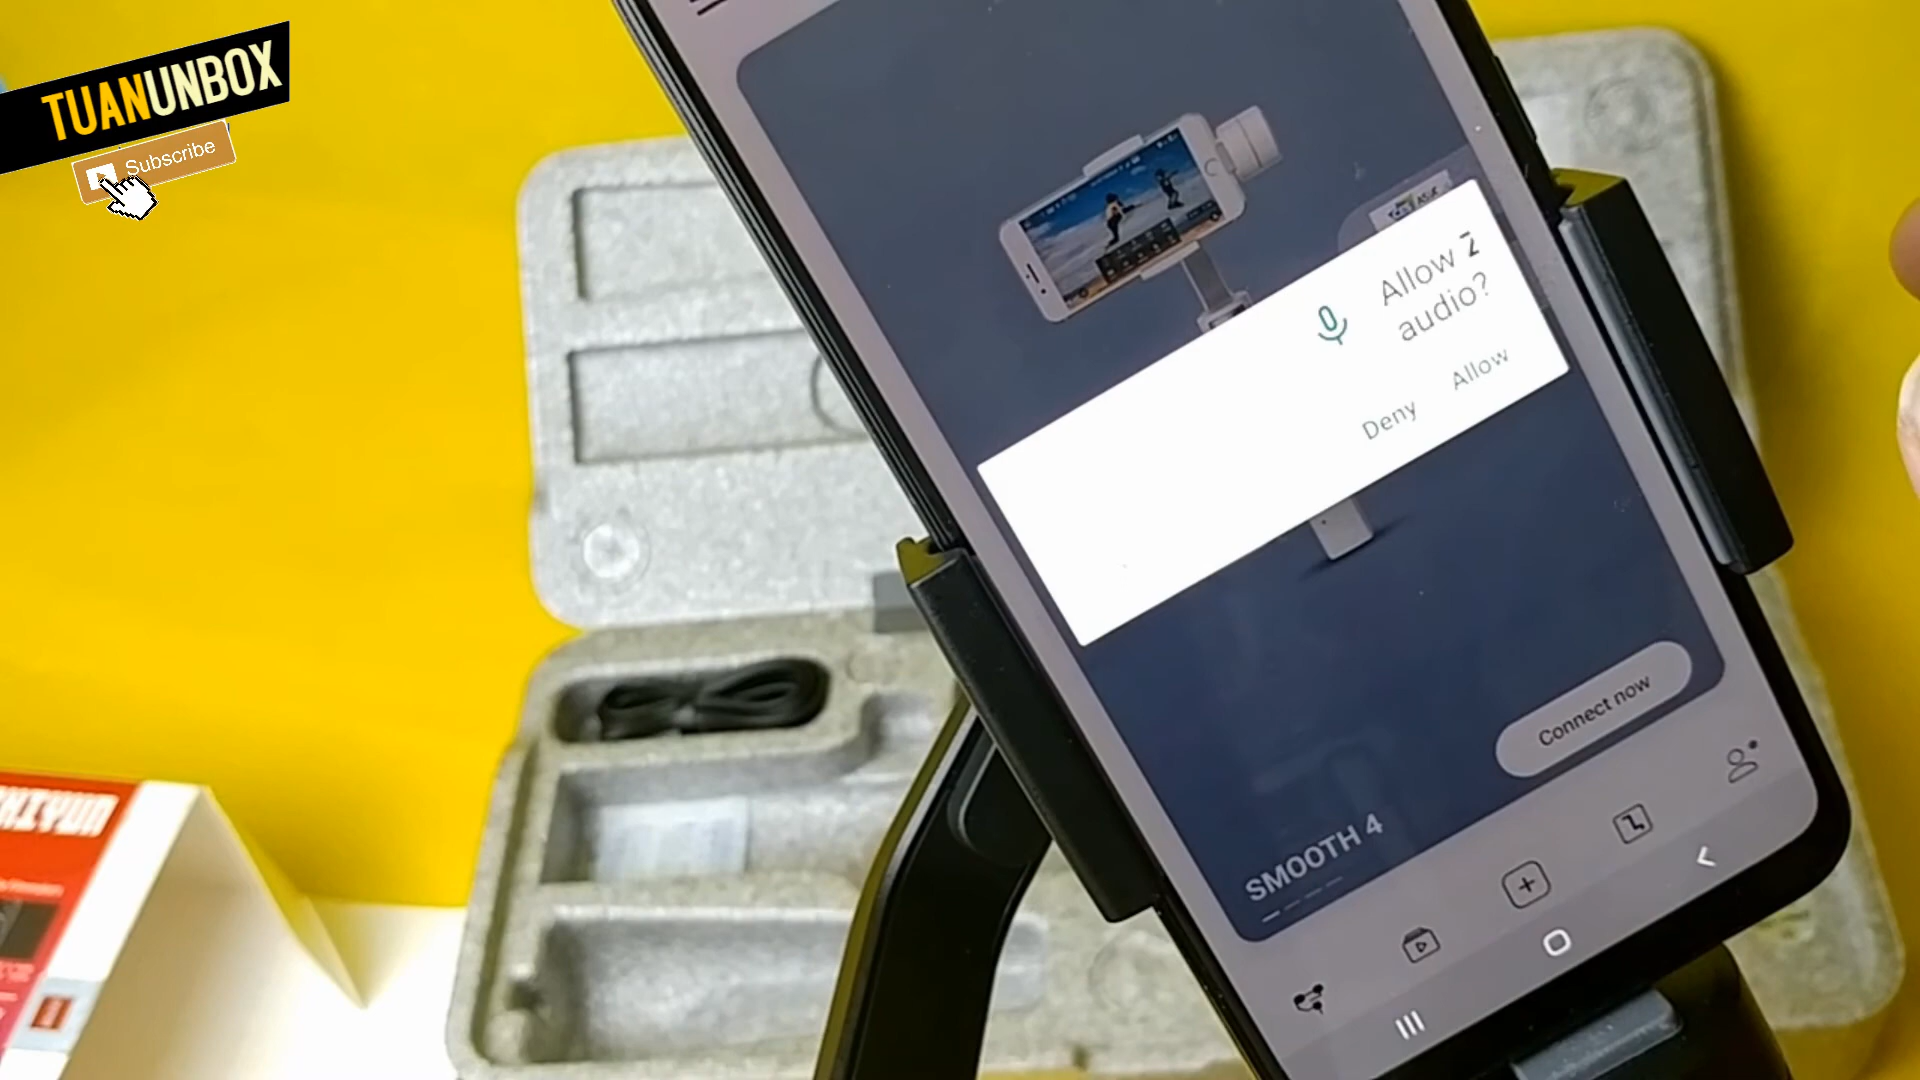 TUANUNBOX
Subscribe
Allow Z
audio?
Deny
Allow
Connect now
SMOOTH 4